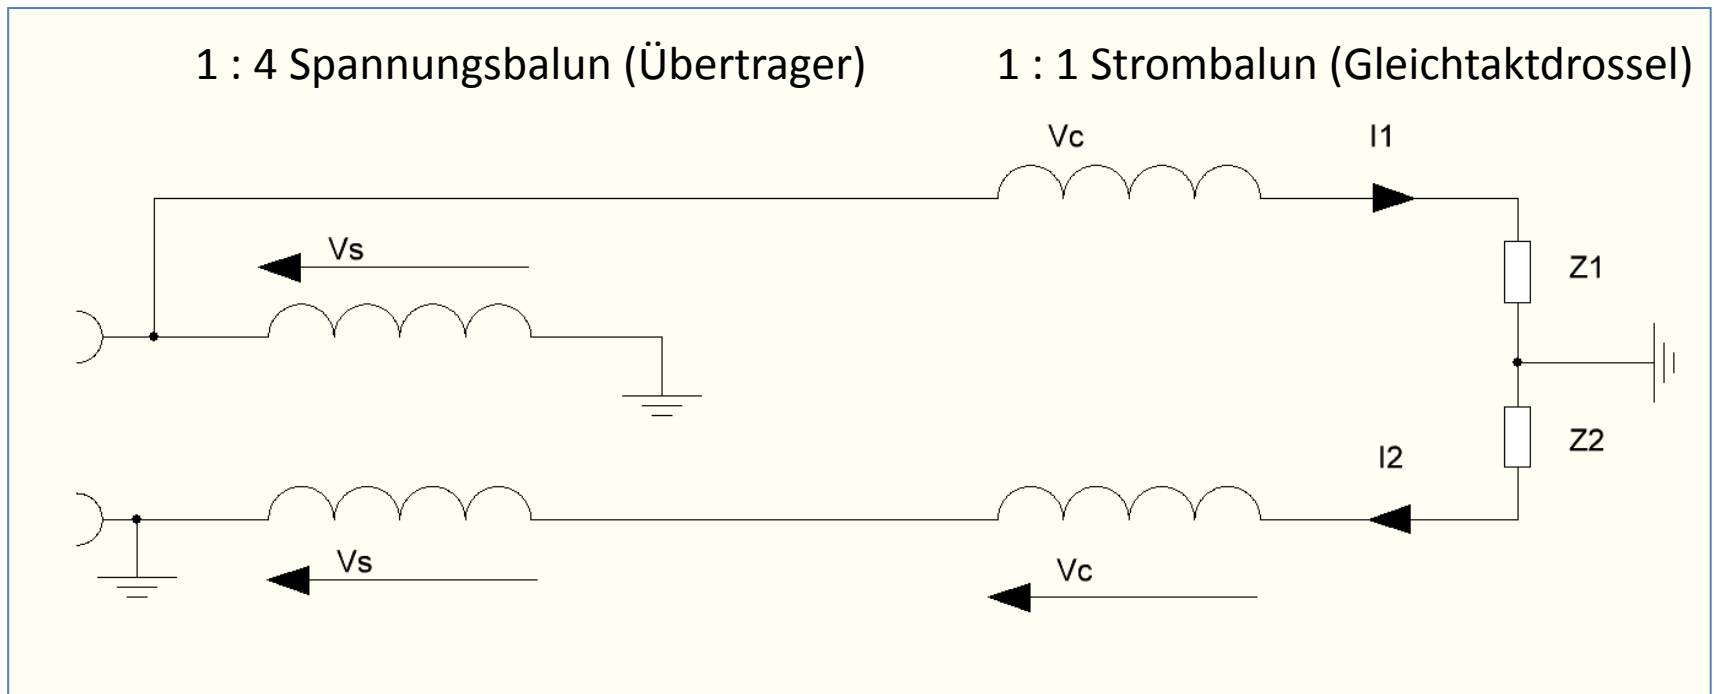 1 : 4 Spannungsbalun (Übertrager)
1 : 1 Strombalun (Gleichtaktdrossel)
Vc
I1
Vs
Z1
I2
Z2
Vs
Vc